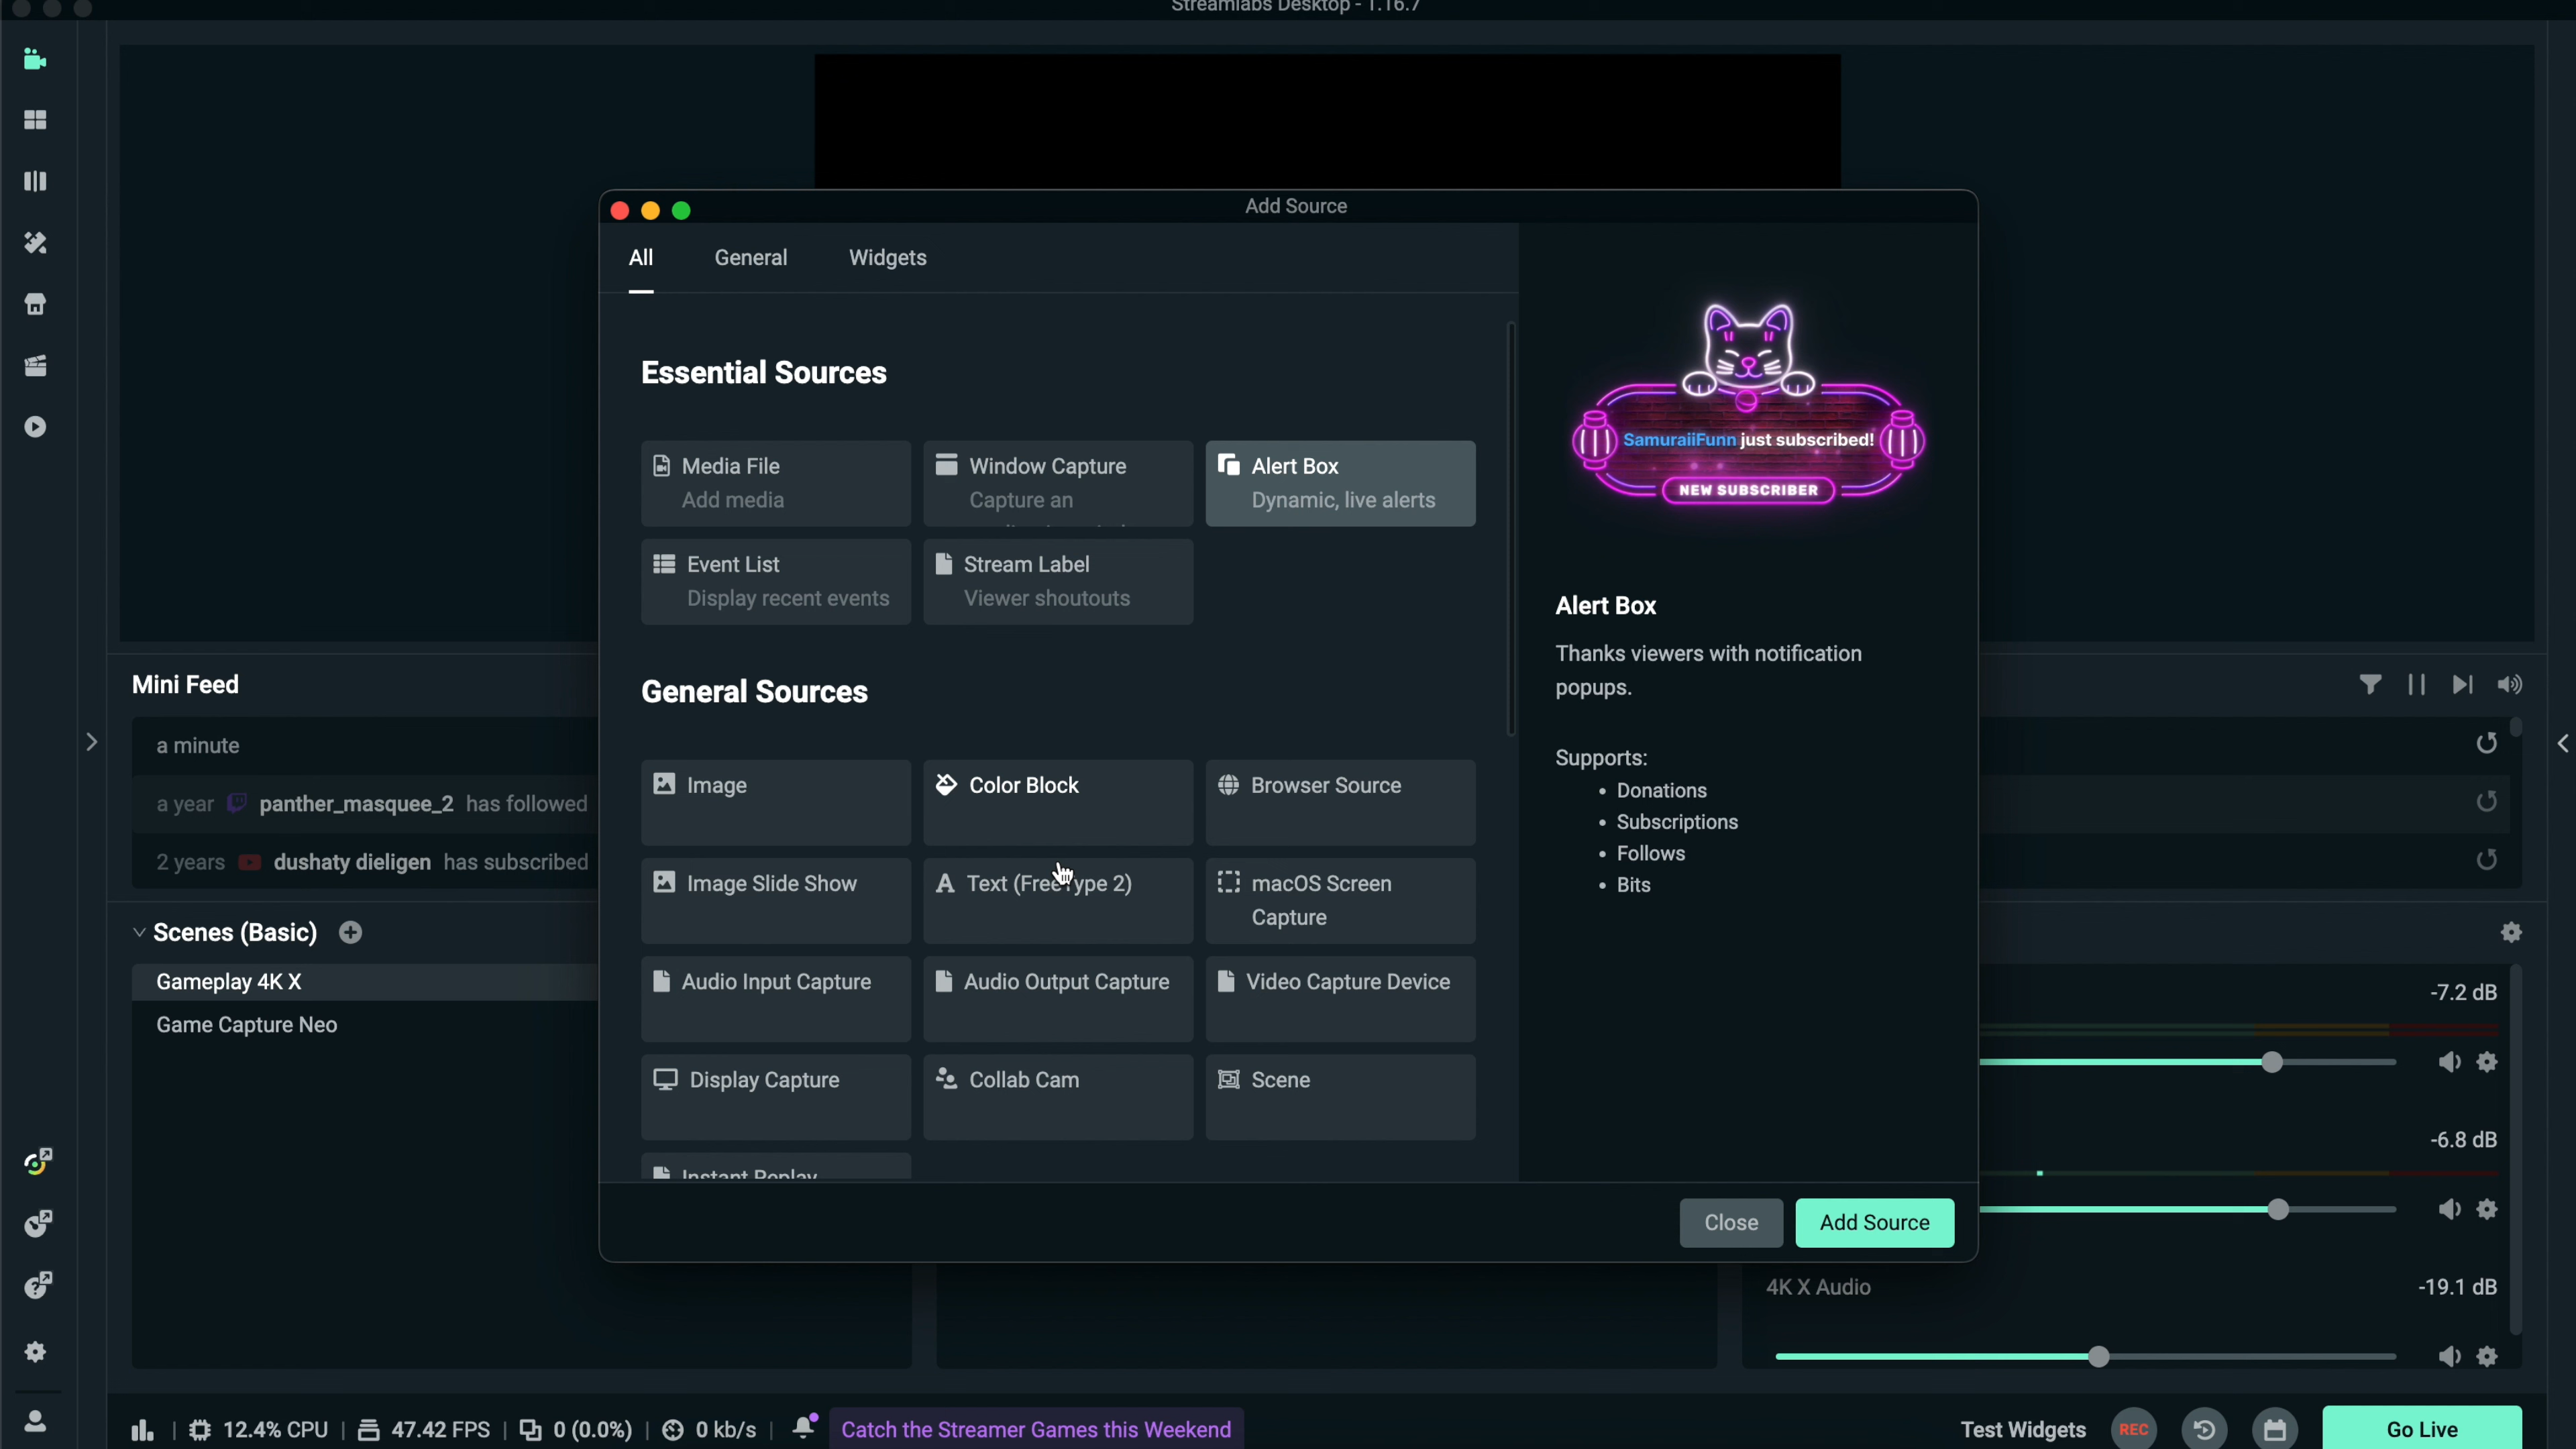 Streamlabs Desktop - 1.16.7
Add Source
All
General
Widgets
Essential Sources
Media File
Add media
Window Capture
Capture an
Alert Box
Dynamic, live alerts
Event List
Display recent events
Stream Label
Viewer shoutouts
General Sources
Image
Color Block
Browser Source
Image Slide Show
Text (FreeType 2)
macOS Screen
Capture
Audio Input Capture
Audio Output Capture
Video Capture Device
Display Capture
Collab Cam
Scene
Instant Replay
SamuraiiFunn just subscribed!
NEW SUBSCRIBER
Alert Box
Thanks viewers with notification
popups.
Supports:
• Donations
• Subscriptions
• Follows
• Bits
Close
Add Source
Mini Feed
a minute
a year panther_masquee_2 has followed
2 years dushaty dieligen has subscribed
Scenes (Basic)
Gameplay 4K X
Game Capture Neo
-7.2 dB
-6.8 dB
4K X Audio
-19.1 dB
12.4% CPU
47.42 FPS
0 (0.0%)
0 kb/s
Catch the Streamer Games this Weekend
Test Widgets
REC
Go Live